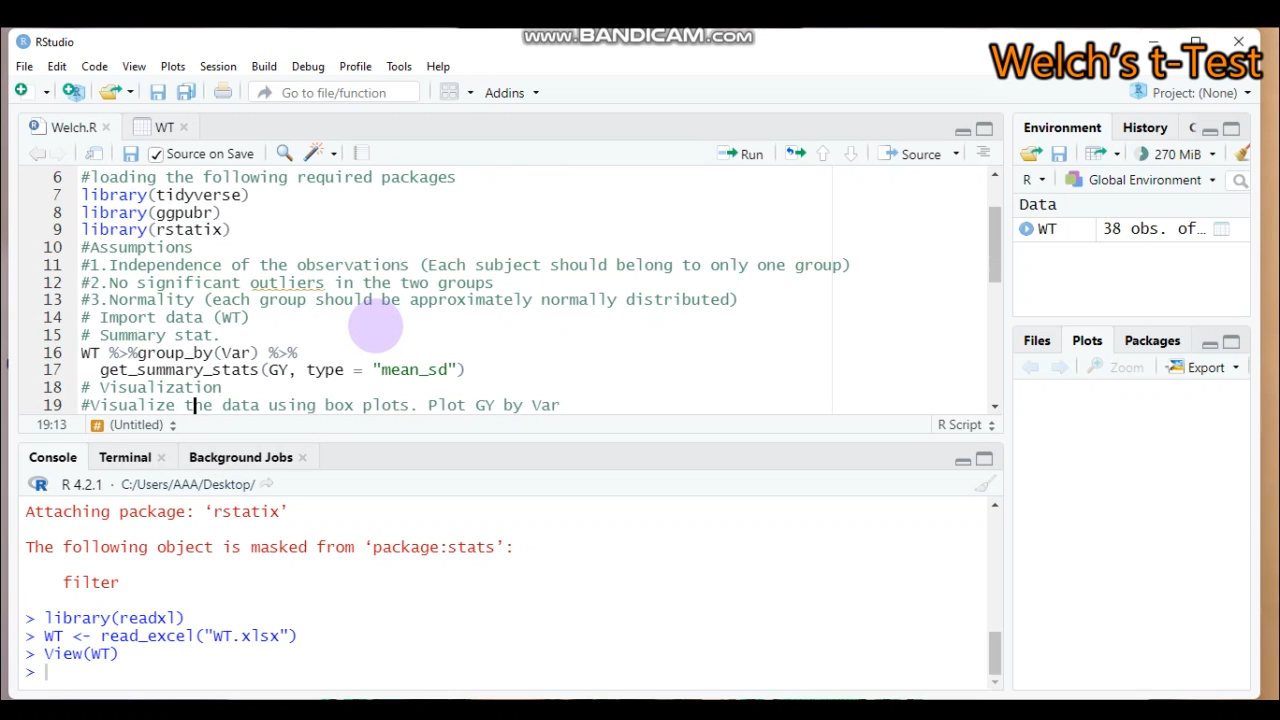 www.BANDICAM.com
RStudio
Welch's t-Test
File Edit Code View Plots Session Build Debug Profile Tools Help
Go to file/function Addins Project: (None)
Welch.R WT
Source on Save Run Source
6 #loading the following required packages
7 library(tidyverse)
8 library(ggpubr)
9 library(rstatix)
10 #Assumptions
11 #1.Independence of the observations (Each subject should belong to only one group)
12 #2.No significant outliers in the two groups
13 #3.Normality (each group should be approximately normally distributed)
14 # Import data (WT)
15 # Summary stat.
16 WT %>%group_by(Var) %>%
17 get_summary_stats(GY, type = "mean_sd")
18 # Visualization
19 #Visualize the data using box plots. Plot GY by Var
19:13 # (Untitled) R Script
Console Terminal Background Jobs
R 4.2.1 · C:/Users/AAA/Desktop/
Attaching package: ‘rstatix’
The following object is masked from ‘package:stats’:
filter
> library(readxl)
> WT <- read_excel("WT.xlsx")
> View(WT)
>
Environment History C
270 MiB
R Global Environment
Data
WT 38 obs. of…
Files Plots Packages
Zoom Export